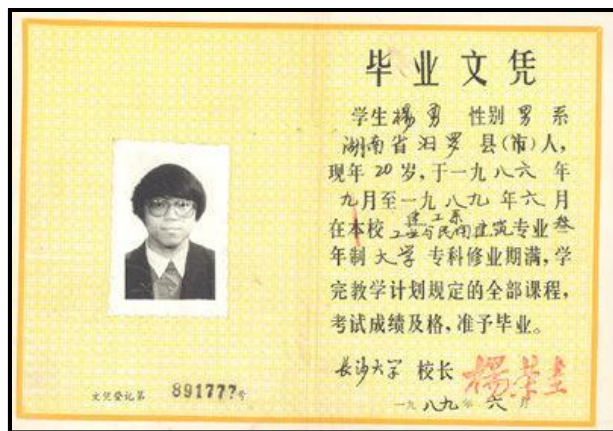 毕业文凭
学生楊勇 性别男 系
湖南省汨罗县(市)人,
现年20岁,于一九八六年
九月至一九八九年六月
在本校建工系工业与民用建筑专业叁
年制大学专科修业期满,学
完教学计划规定的全部课程,
考试成绩及格,准予毕业。
长沙大学 校长
一九八九年六月
文凭登记第 891777号